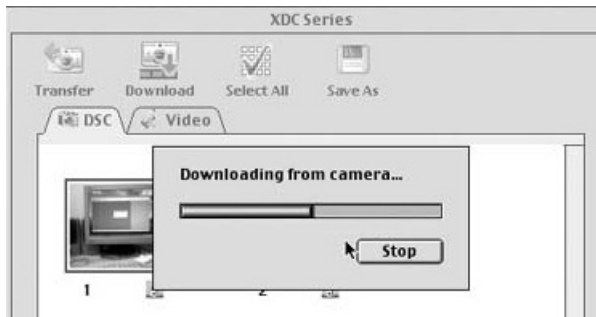 XDC Series
Transfer Download Select All Save As
DSC Video
Downloading from camera...
Stop
1 2